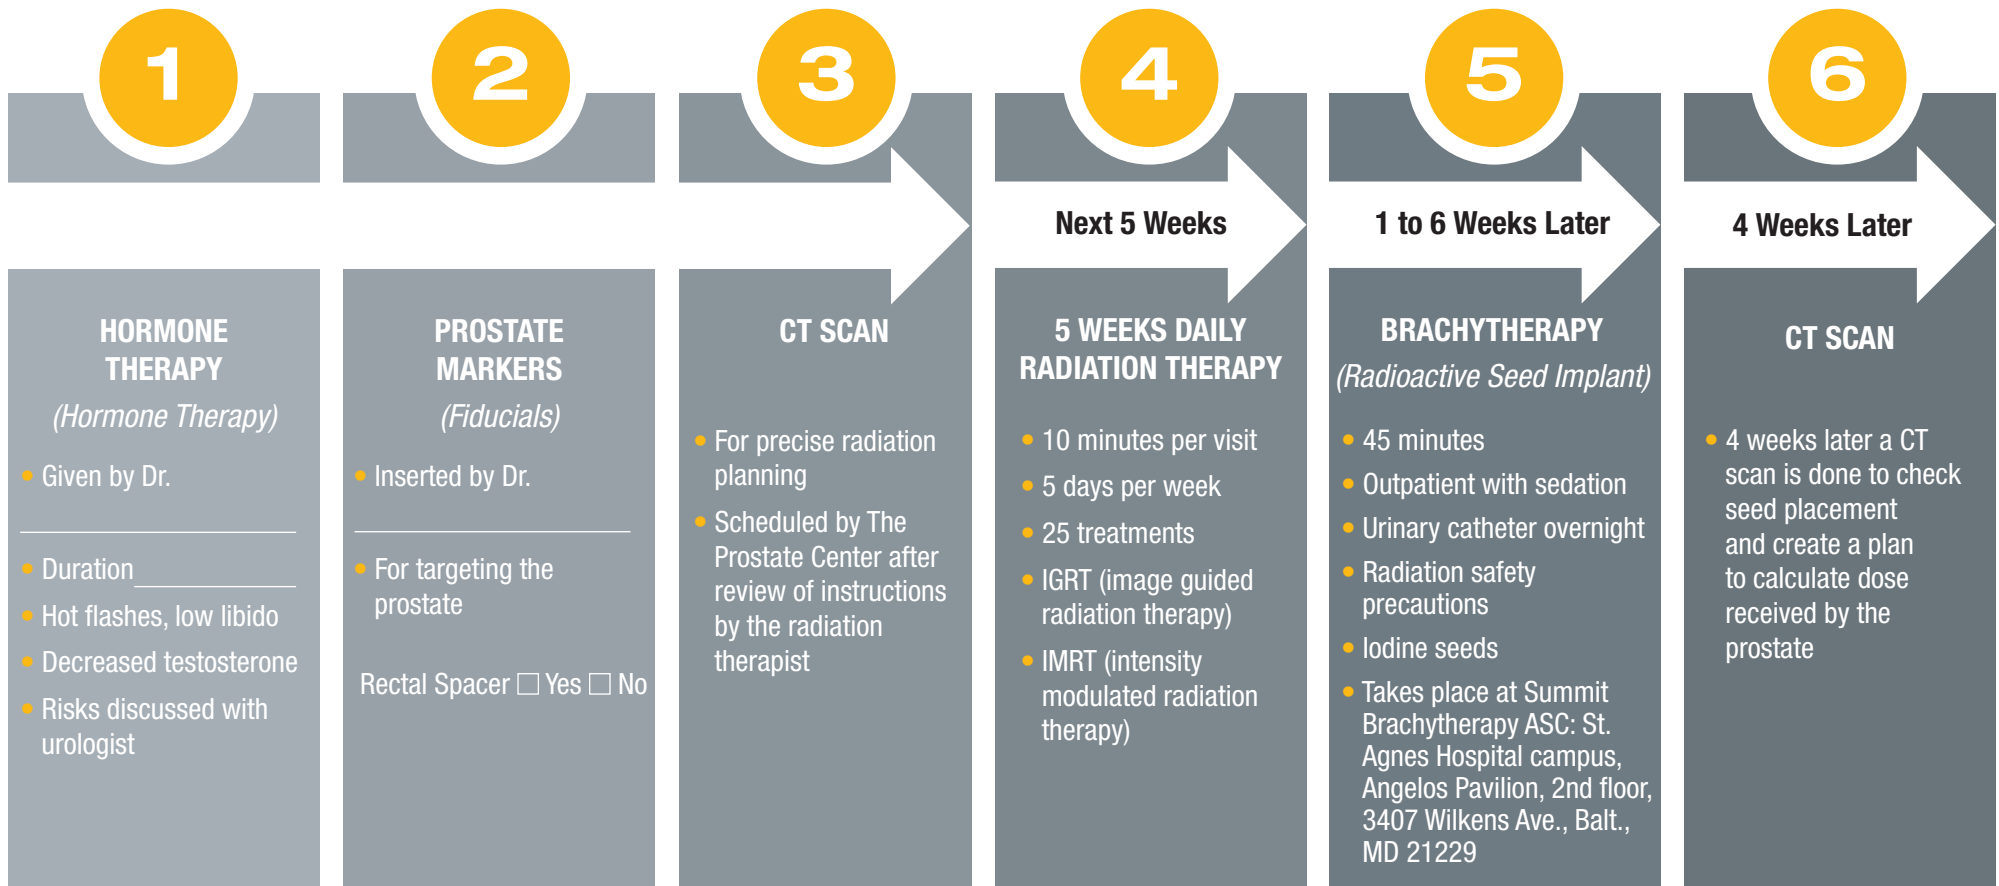 1
HORMONE
THERAPY
(Hormone Therapy)
• Given by Dr.
• Duration
• Hot flashes, low libido
• Decreased testosterone
• Risks discussed with
urologist
2
PROSTATE
MARKERS
(Fiducials)
• Inserted by Dr.
• For targeting the
prostate
Rectal Spacer □ Yes □ No
3
CT SCAN
• For precise radiation
planning
• Scheduled by The
Prostate Center after
review of instructions
by the radiation
therapist
4
Next 5 Weeks
5 WEEKS DAILY
RADIATION THERAPY
• 10 minutes per visit
• 5 days per week
• 25 treatments
• IGRT (image guided
radiation therapy)
• IMRT (intensity
modulated radiation
therapy)
5
1 to 6 Weeks Later
BRACHYTHERAPY
(Radioactive Seed Implant)
• 45 minutes
• Outpatient with sedation
• Urinary catheter overnight
• Radiation safety
precautions
• Iodine seeds
• Takes place at Summit
Brachytherapy ASC: St.
Agnes Hospital campus,
Angelos Pavilion, 2nd floor,
3407 Wilkens Ave., Balt.,
MD 21229
6
4 Weeks Later
CT SCAN
• 4 weeks later a CT
scan is done to check
seed placement
and create a plan
to calculate dose
received by the
prostate